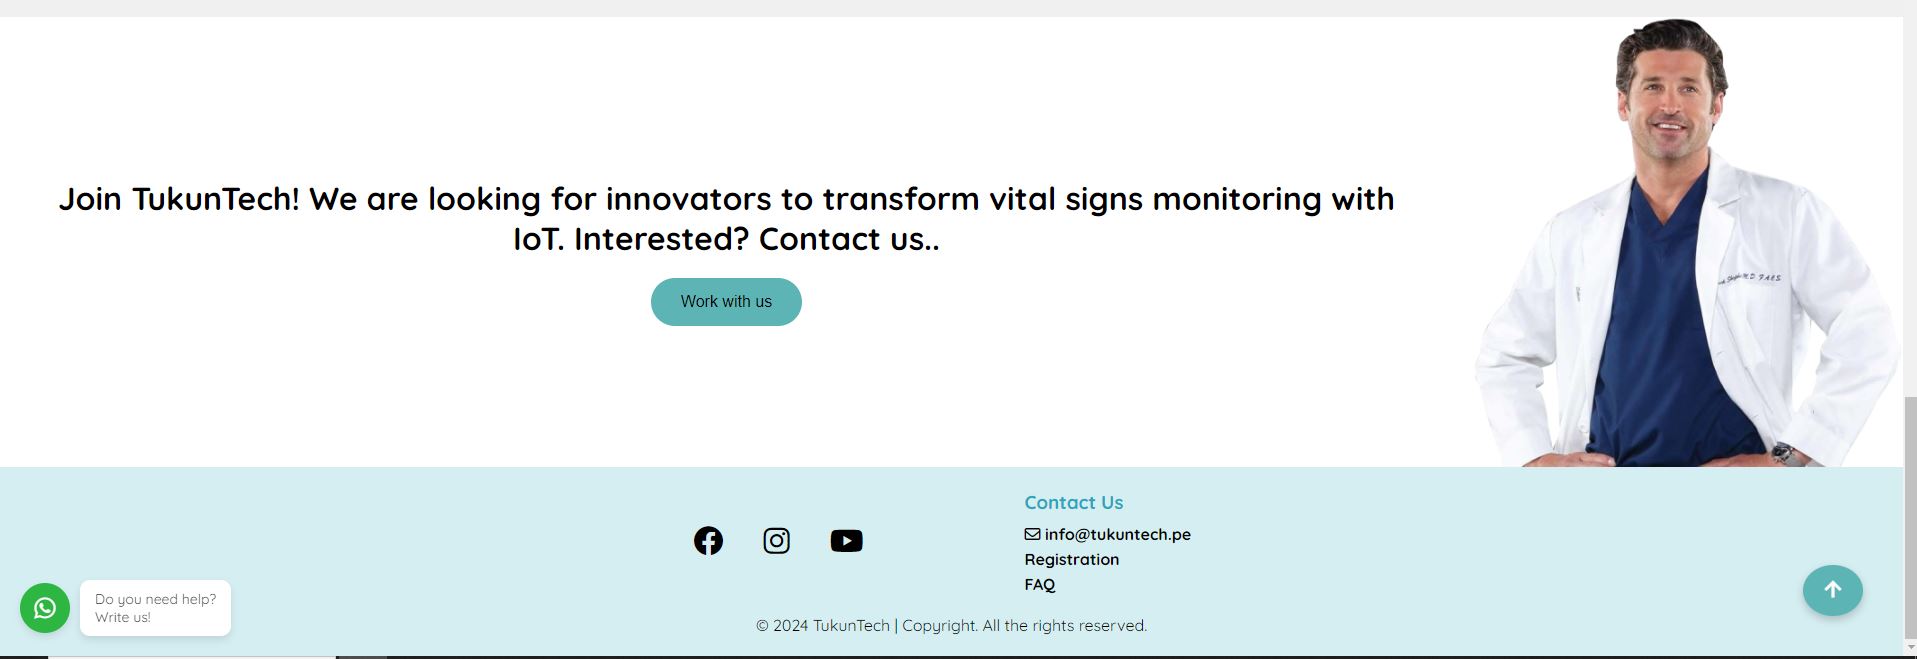 Join TukunTech! We are looking for innovators to transform vital signs monitoring with
IoT. Interested? Contact us..
Work with us
M.D. FACS
Contact Us
info@tukuntech.pe
Registration
FAQ
Do you need help?
Write us!
© 2024 TukunTech | Copyright. All the rights reserved.